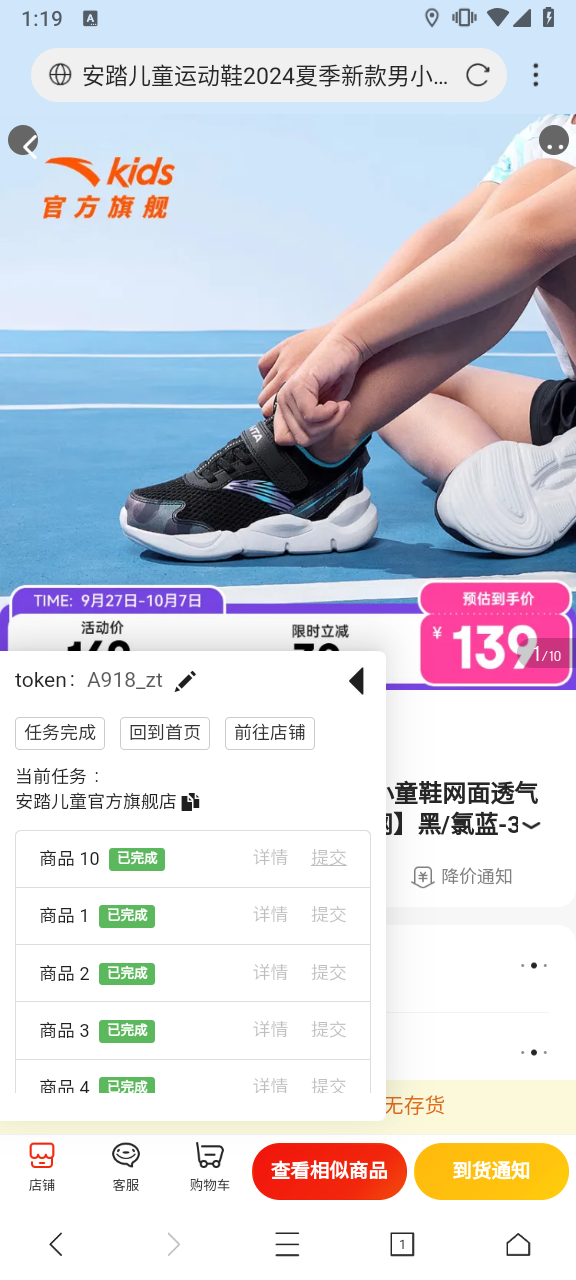 1:19
A
安踏儿童运动鞋2024夏季新款男小...
kids
官方旗舰
ANTA
TIME: 9月27日-10月7日
预估到手价
活动价
限时立减
¥ 139
1/10
token: A918_zt
任务完成 回到首页 前往店铺
当前任务：
安踏儿童官方旗舰店
小童鞋网面透气
】黑/氯蓝-3
降价通知
商品 10 已完成 详情 提交
商品 1 已完成 详情 提交
商品 2 已完成 详情 提交
商品 3 已完成 详情 提交
商品 4 已完成 详情 提交
无存货
店铺 客服 购物车 查看相似商品 到货通知
1